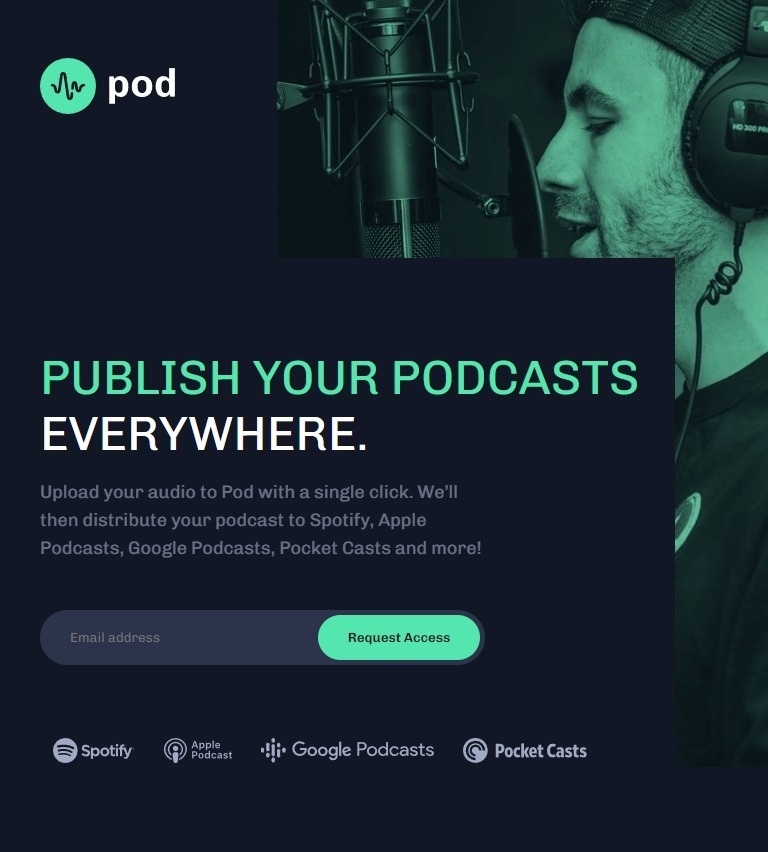 pod
HD 300 PRO
PUBLISH YOUR PODCASTS
EVERYWHERE.
Upload your audio to Pod with a single click. We'll
then distribute your podcast to Spotify, Apple
Podcasts, Google Podcasts, Pocket Casts and more!
Email address
Request Access
Spotify
Apple
Podcast
Google Podcasts
Pocket Casts